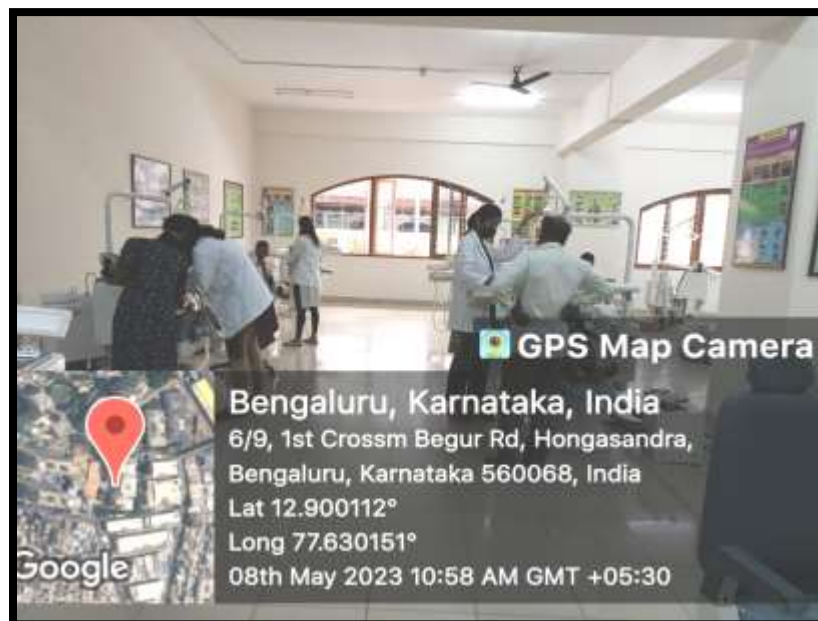 GPS Map Camera
Bengaluru, Karnataka, India
6/9, 1st Crossm Begur Rd, Hongasandra,
Bengaluru, Karnataka 560068, India
Lat 12.900112°
Long 77.630151°
08th May 2023 10:58 AM GMT +05:30
Google